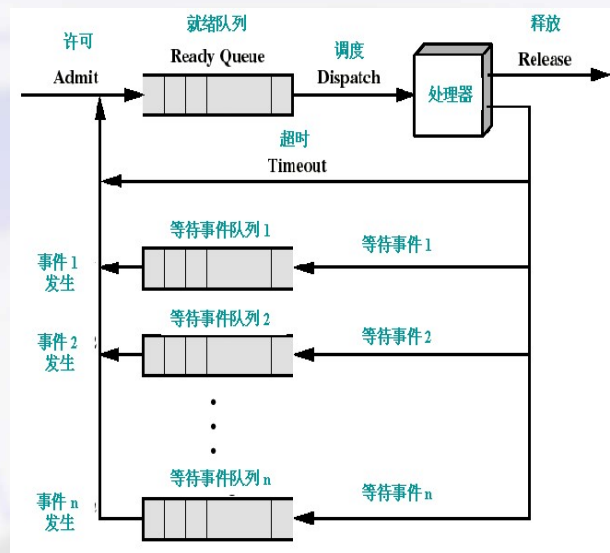 许可
Admit
就绪队列
Ready Queue
调度
Dispatch
处理器
释放
Release
超时
Timeout
等待事件队列 1
等待事件 1
事件 1
发生
等待事件队列 2
等待事件 2
事件 2
发生
等待事件队列 n
等待事件 n
事件 n
发生